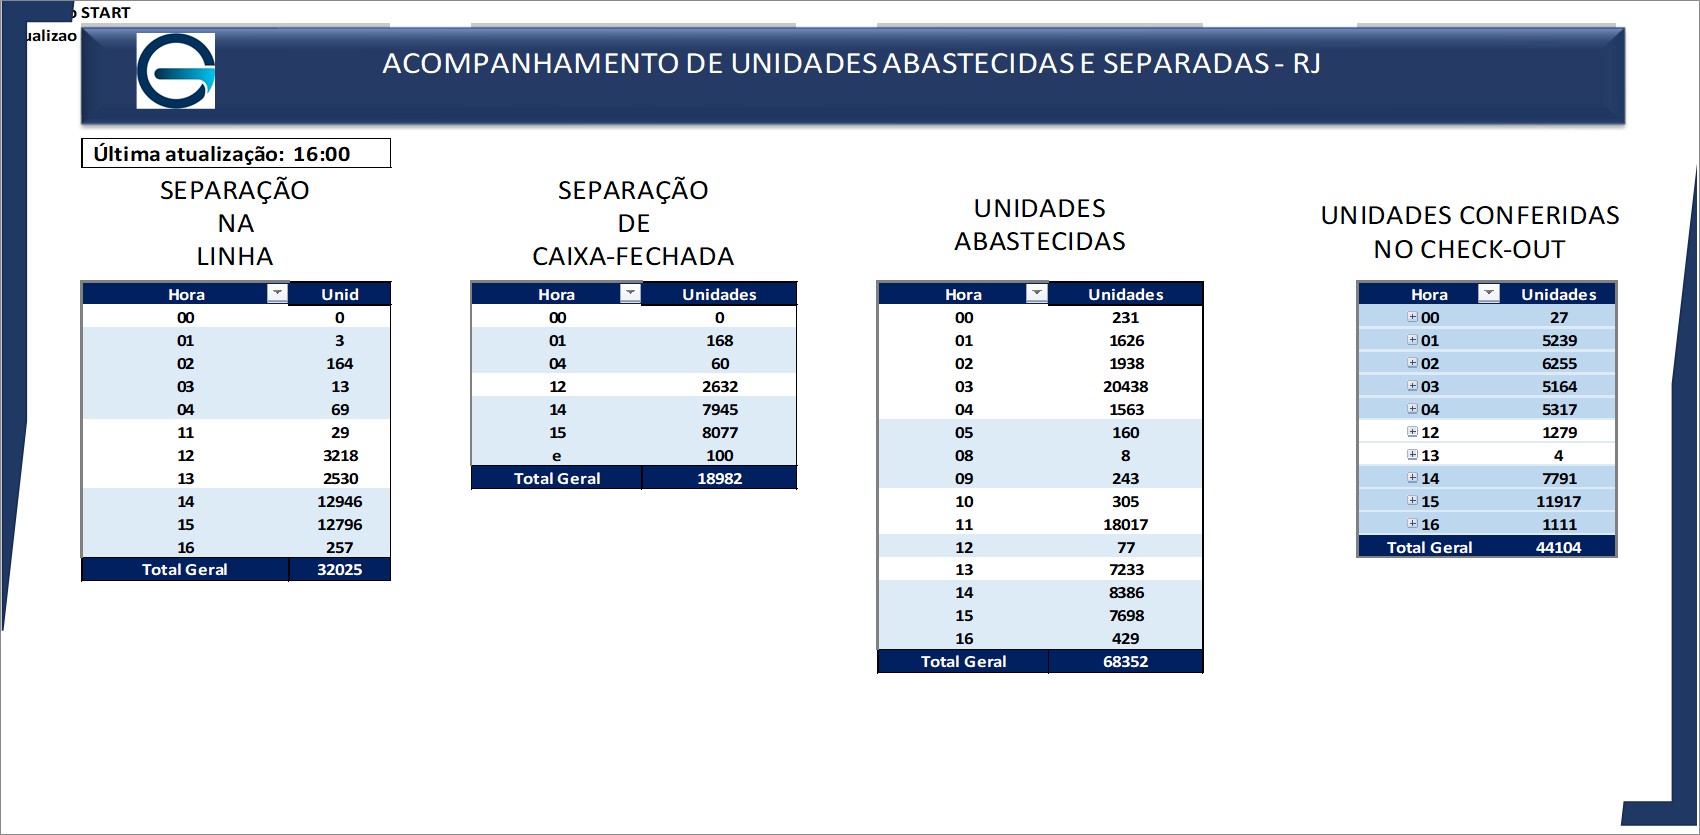 START
ualizao
ACOMPANHAMENTO DE UNIDADES ABASTECIDAS E SEPARADAS - RJ
Última atualização: 16:00
SEPARAÇÃO
NA
LINHA
Hora Unid
00 0
01 3
02 164
03 13
04 69
11 29
12 3218
13 2530
14 12946
15 12796
16 257
Total Geral 32025
SEPARAÇÃO
DE
CAIXA-FECHADA
Hora Unidades
00 0
01 168
04 60
12 2632
14 7945
15 8077
e 100
Total Geral 18982
UNIDADES
ABASTECIDAS
Hora Unidades
00 231
01 1626
02 1938
03 20438
04 1563
05 160
08 8
09 243
10 305
11 18017
12 77
13 7233
14 8386
15 7698
16 429
Total Geral 68352
UNIDADES CONFERIDAS
NO CHECK-OUT
Hora Unidades
00 27
01 5239
02 6255
03 5164
04 5317
12 1279
13 4
14 7791
15 11917
16 1111
Total Geral 44104